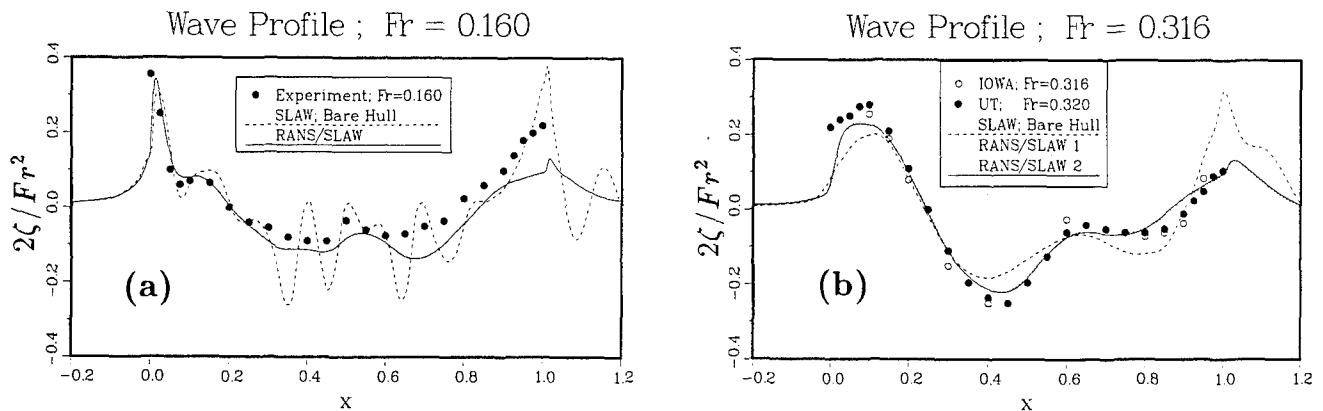 Wave Profile ; Fr = 0.160
2ζ/Fr²
0.4
0.2
0.0
-0.2
-0.4
Experiment; Fr=0.160
SLAW; Bare Hull
RANS/SLAW
(a)
-0.2 0.0 0.2 0.4 0.6 0.8 1.0 1.2
x
Wave Profile ; Fr = 0.316
2ζ/Fr²
0.4
0.2
0.0
-0.2
-0.4
IOWA; Fr=0.316
UT; Fr=0.320
SLAW; Bare Hull
RANS/SLAW 1
RANS/SLAW 2
(b)
-0.2 0.0 0.2 0.4 0.6 0.8 1.0 1.2
x